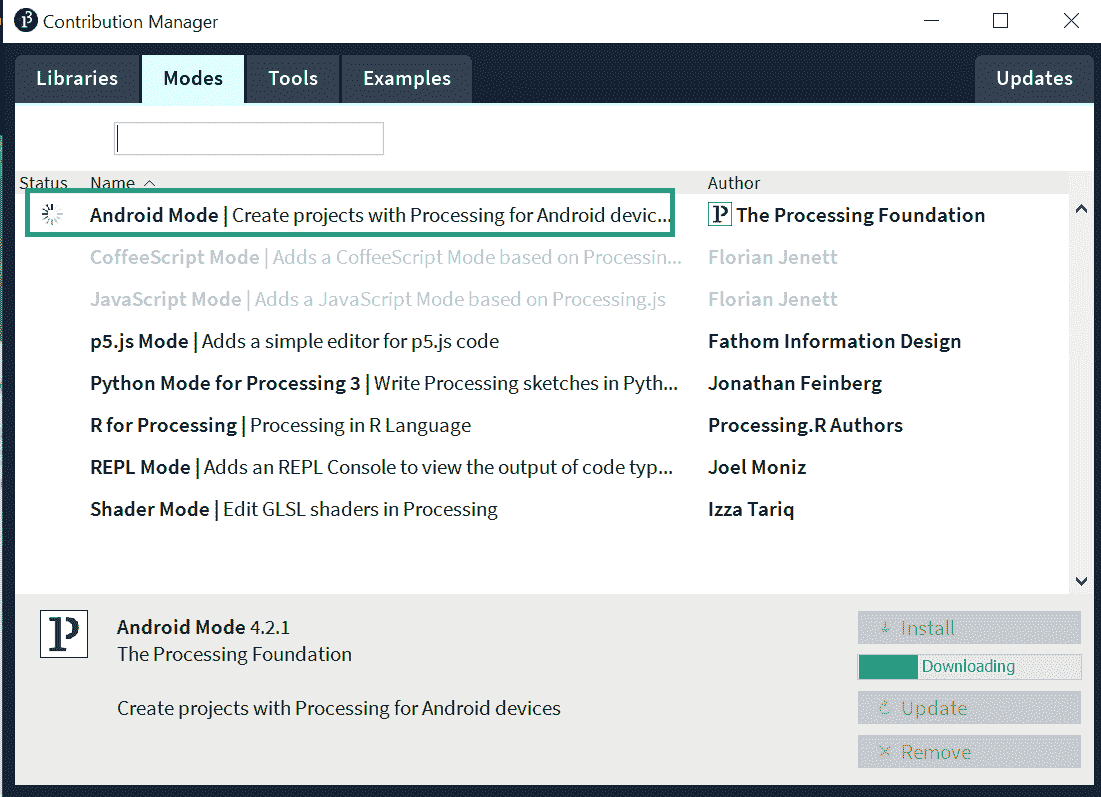 Contribution Manager
Libraries Modes Tools Examples Updates
Status Name Author
Android Mode | Create projects with Processing for Android devic... The Processing Foundation
CoffeeScript Mode | Adds a CoffeeScript Mode based on Processin... Florian Jenett
JavaScript Mode | Adds a JavaScript Mode based on Processing.js Florian Jenett
p5.js Mode | Adds a simple editor for p5.js code Fathom Information Design
Python Mode for Processing 3 | Write Processing sketches in Pyth... Jonathan Feinberg
R for Processing | Processing in R Language Processing.R Authors
REPL Mode | Adds an REPL Console to view the output of code typ... Joel Moniz
Shader Mode | Edit GLSL shaders in Processing Izza Tariq
Android Mode 4.2.1
The Processing Foundation
Create projects with Processing for Android devices
Install
Downloading
Update
Remove